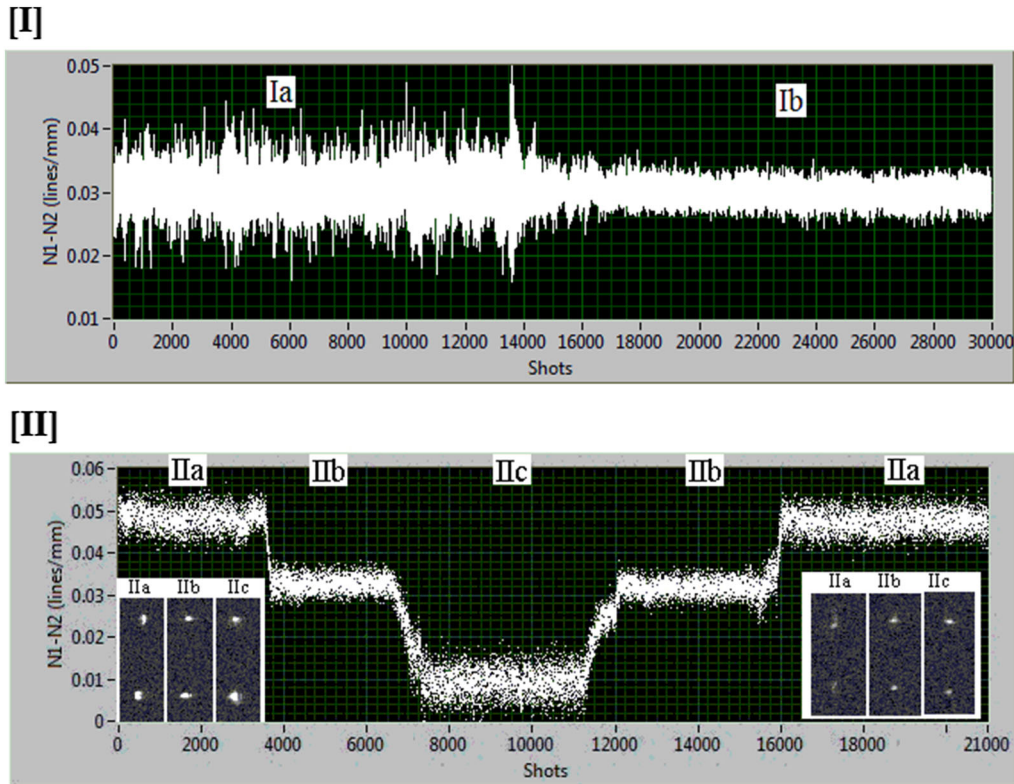 [I]
0.05
0.04
0.03
0.02
0.01
N1-N2 (lines/mm)
Ia
Ib
0 2000 4000 6000 8000 10000 12000 14000 16000 18000 20000 22000 24000 26000 28000 30000
Shots
[II]
0.06
0.05
0.04
0.03
0.02
0.01
0
N1-N2 (lines/mm)
IIa IIb IIc IIb IIa
IIa IIb IIc
IIa IIb IIc
0 2000 4000 6000 8000 10000 12000 14000 16000 18000 21000
Shots